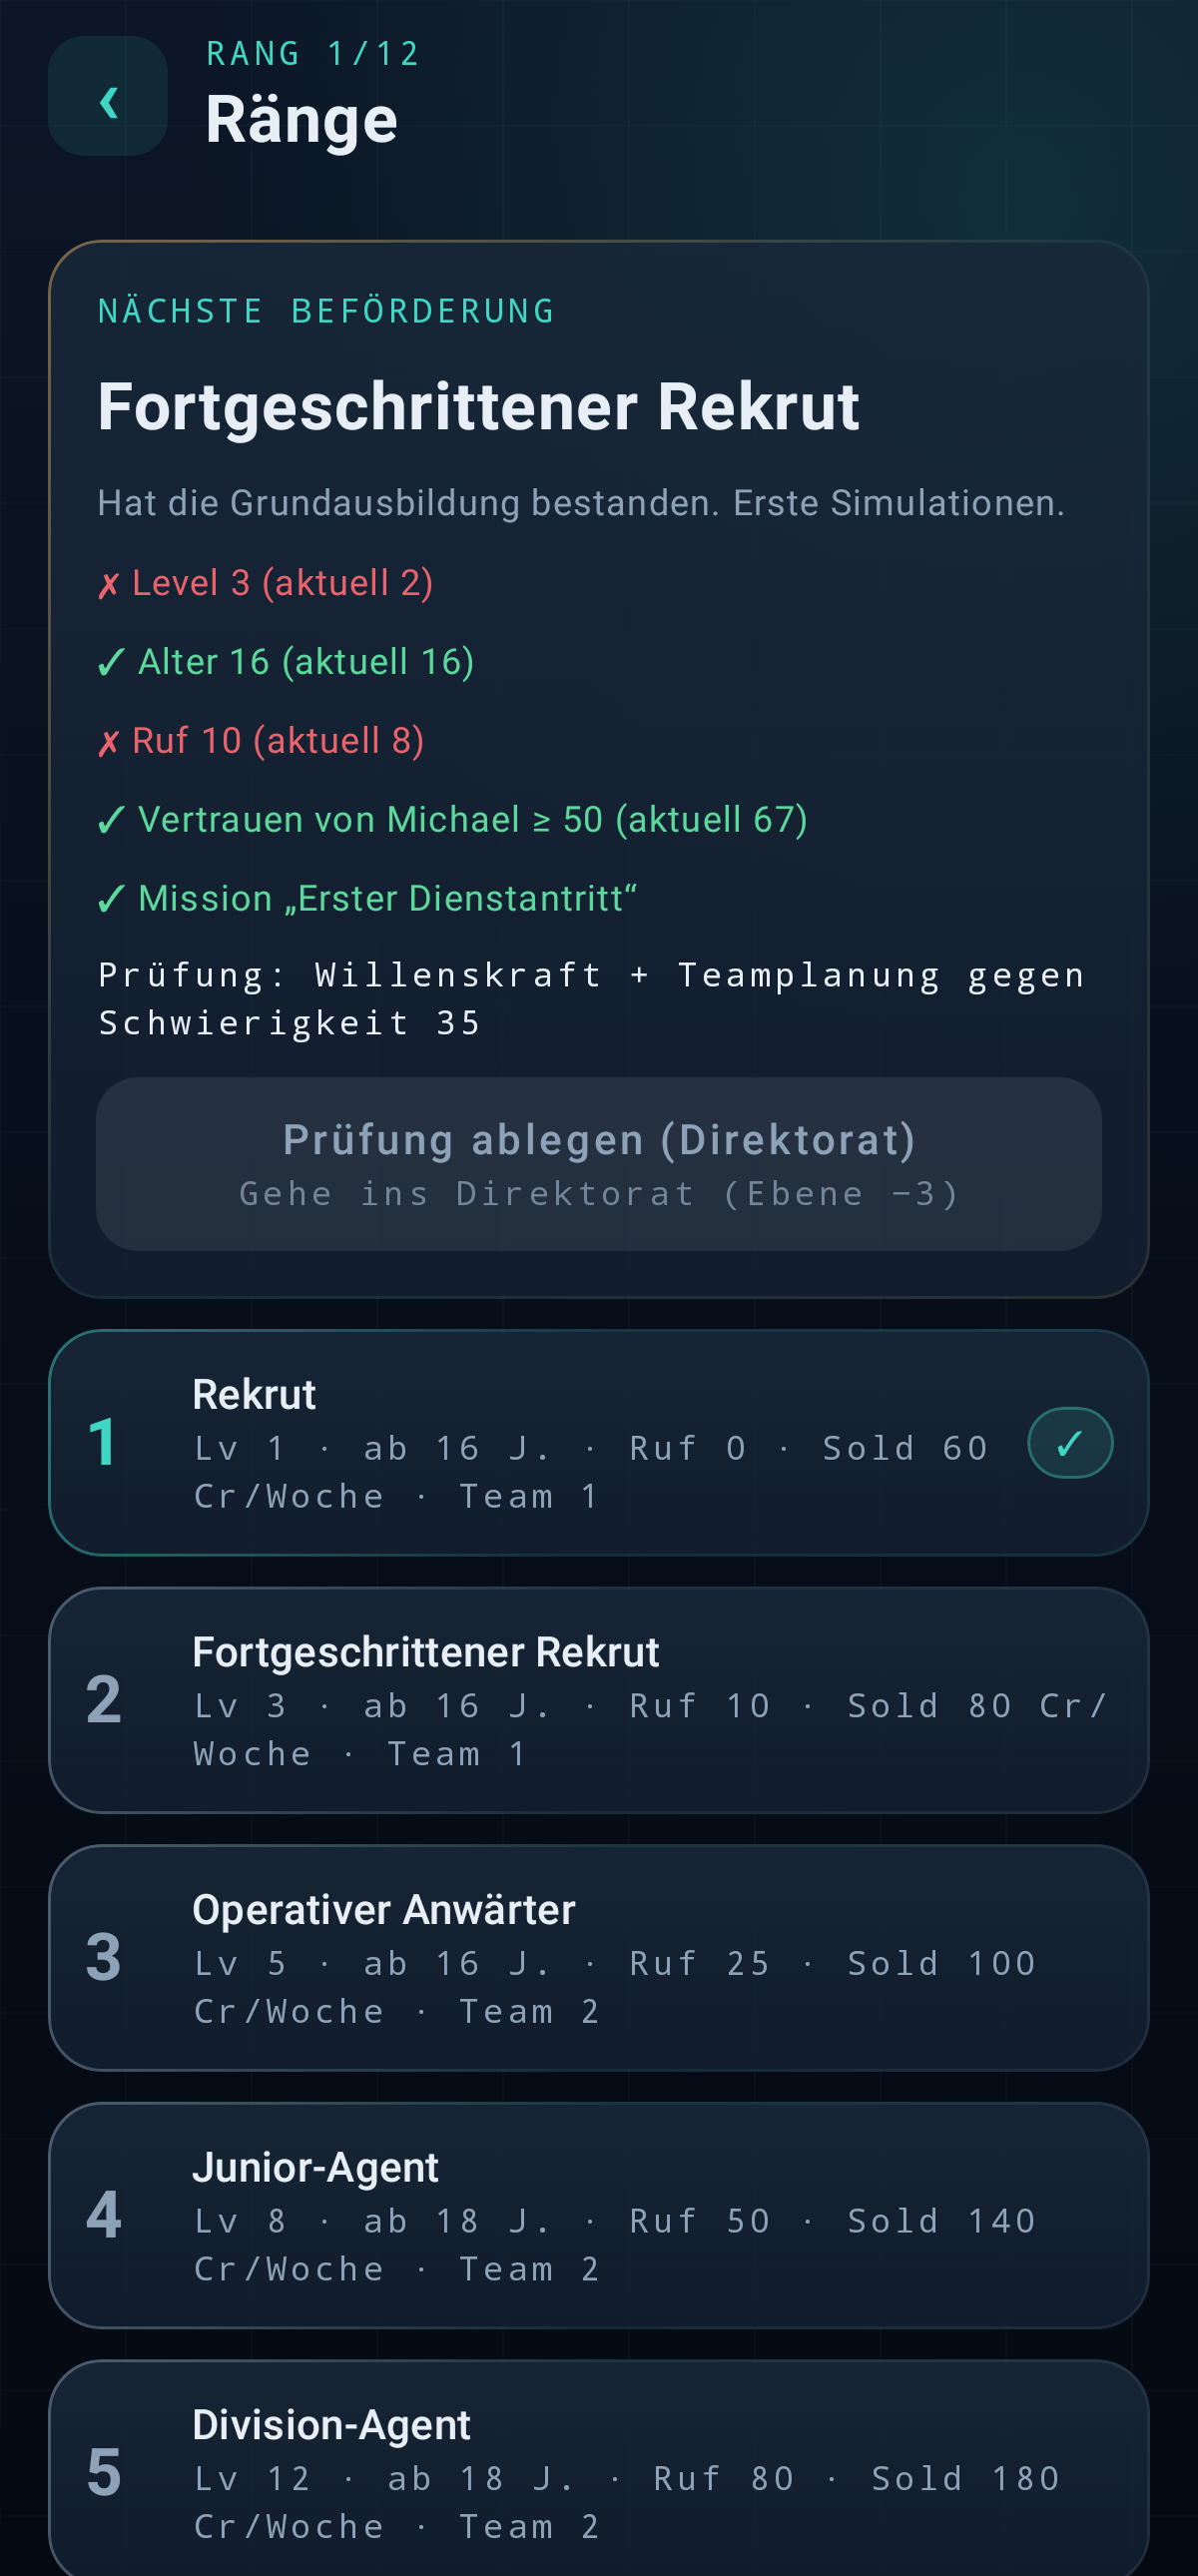 ‹
RANG 1/12
Ränge
NÄCHSTE BEFÖRDERUNG
Fortgeschrittener Rekrut
Hat die Grundausbildung bestanden. Erste Simulationen.
✗ Level 3 (aktuell 2)
✓ Alter 16 (aktuell 16)
✗ Ruf 10 (aktuell 8)
✓ Vertrauen von Michael ≥ 50 (aktuell 67)
✓ Mission „Erster Dienstantritt“
Prüfung: Willenskraft + Teamplanung gegen
Schwierigkeit 35
Prüfung ablegen (Direktorat)
Gehe ins Direktorat (Ebene −3)
1
Rekrut
Lv 1 · ab 16 J. · Ruf 0 · Sold 60
Cr/Woche · Team 1
✓
2
Fortgeschrittener Rekrut
Lv 3 · ab 16 J. · Ruf 10 · Sold 80 Cr/
Woche · Team 1
3
Operativer Anwärter
Lv 5 · ab 16 J. · Ruf 25 · Sold 100
Cr/Woche · Team 2
4
Junior-Agent
Lv 8 · ab 18 J. · Ruf 50 · Sold 140
Cr/Woche · Team 2
5
Division-Agent
Lv 12 · ab 18 J. · Ruf 80 · Sold 180
Cr/Woche · Team 2